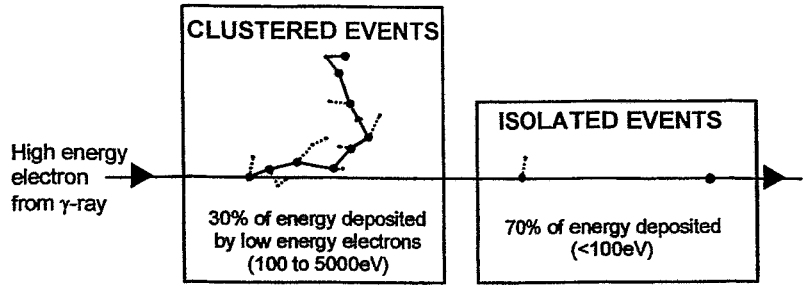 CLUSTERED EVENTS
High energy
electron
from γ-ray
30% of energy deposited
by low energy electrons
(100 to 5000eV)
ISOLATED EVENTS
70% of energy deposited
(<100eV)